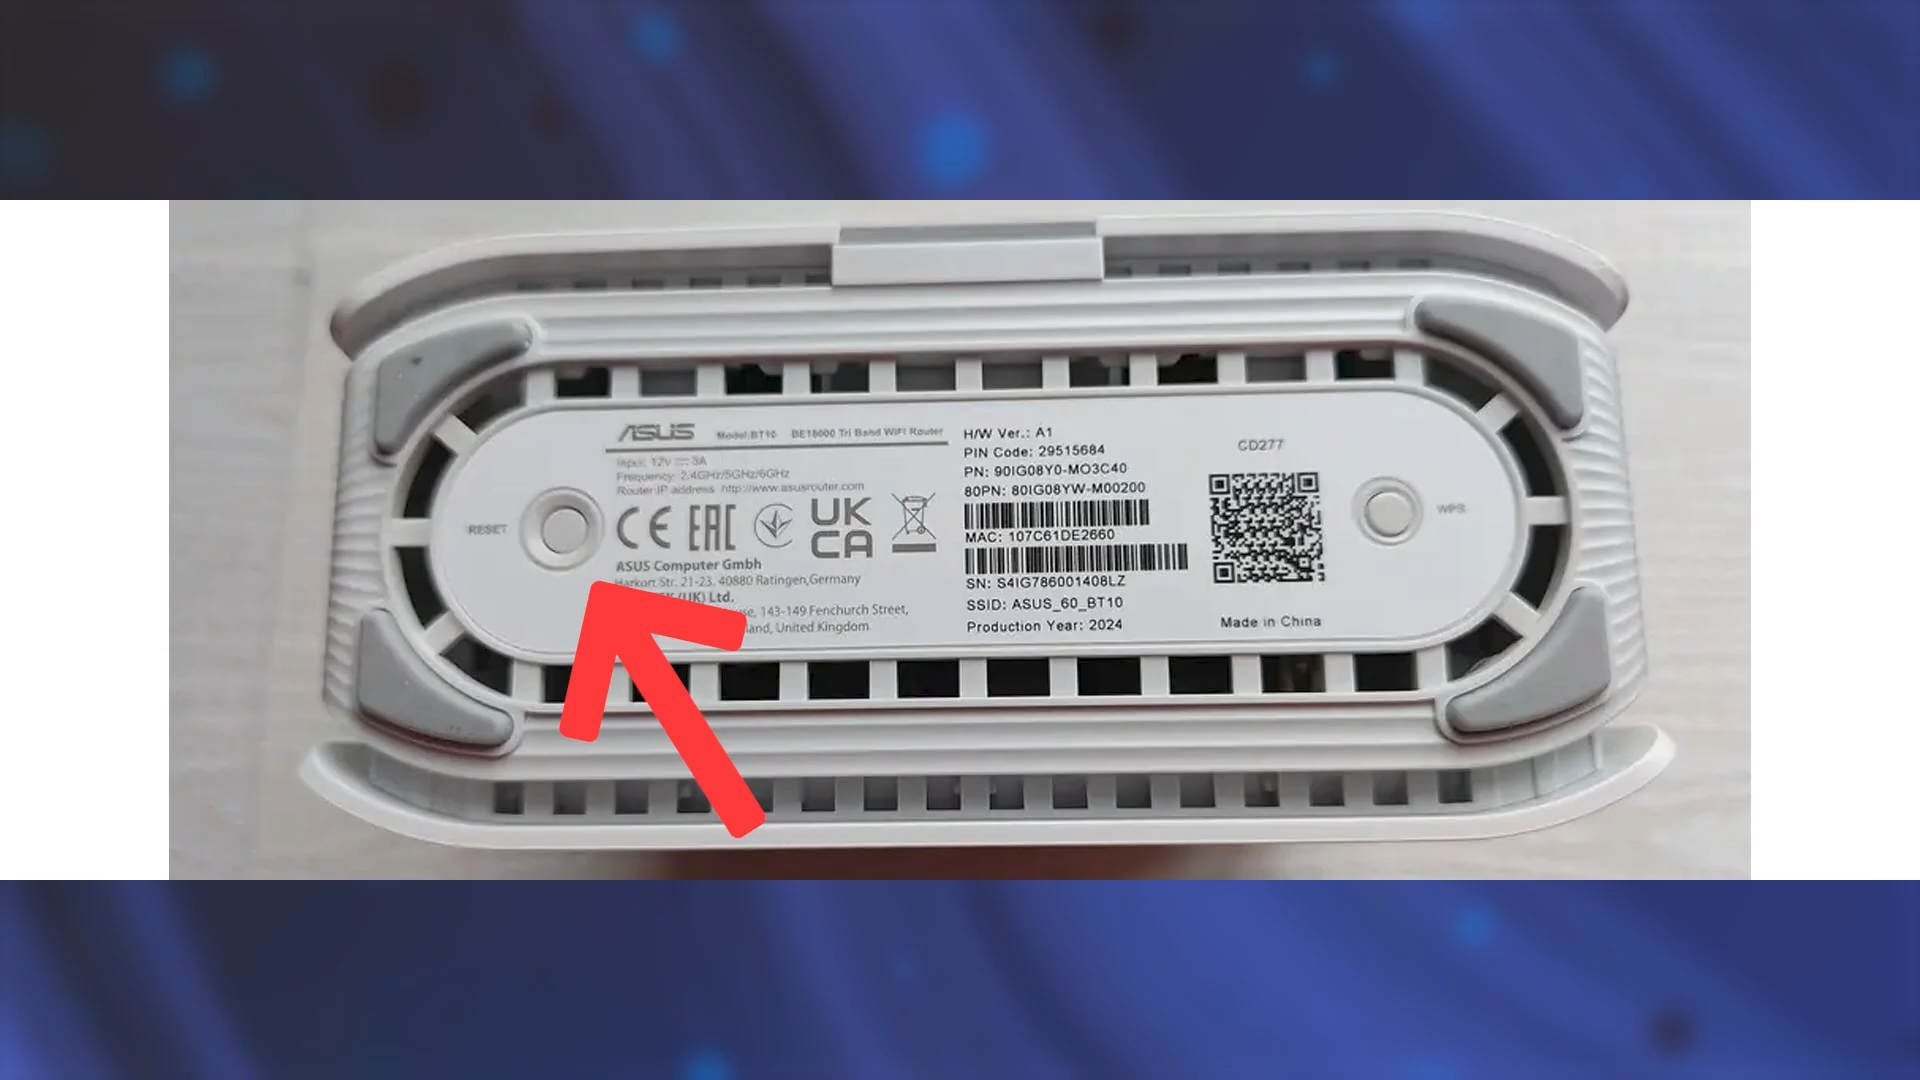 ASUS Model:BT10 BE18000 Tri Band WiFi Router
Input: 12V ⎓ 3A
Frequency: 2.4GHz/5GHz/6GHz
Router IP address: http://www.asusrouter.com
RESET
CE EAC UK CA
ASUS Computer Gmbh
Harkort Str. 21-23, 40880 Ratingen, Germany
(UK) Ltd.
143-149 Fenchurch Street,
United Kingdom
H/W Ver.: A1
PIN Code: 29515684
PN: 90IG08Y0-MO3C40
80PN: 80IG08YW-M00200
MAC: 107C61DE2660
SN: S4IG786001408LZ
SSID: ASUS_60_BT10
Production Year: 2024
CD277
Made in China
WPS